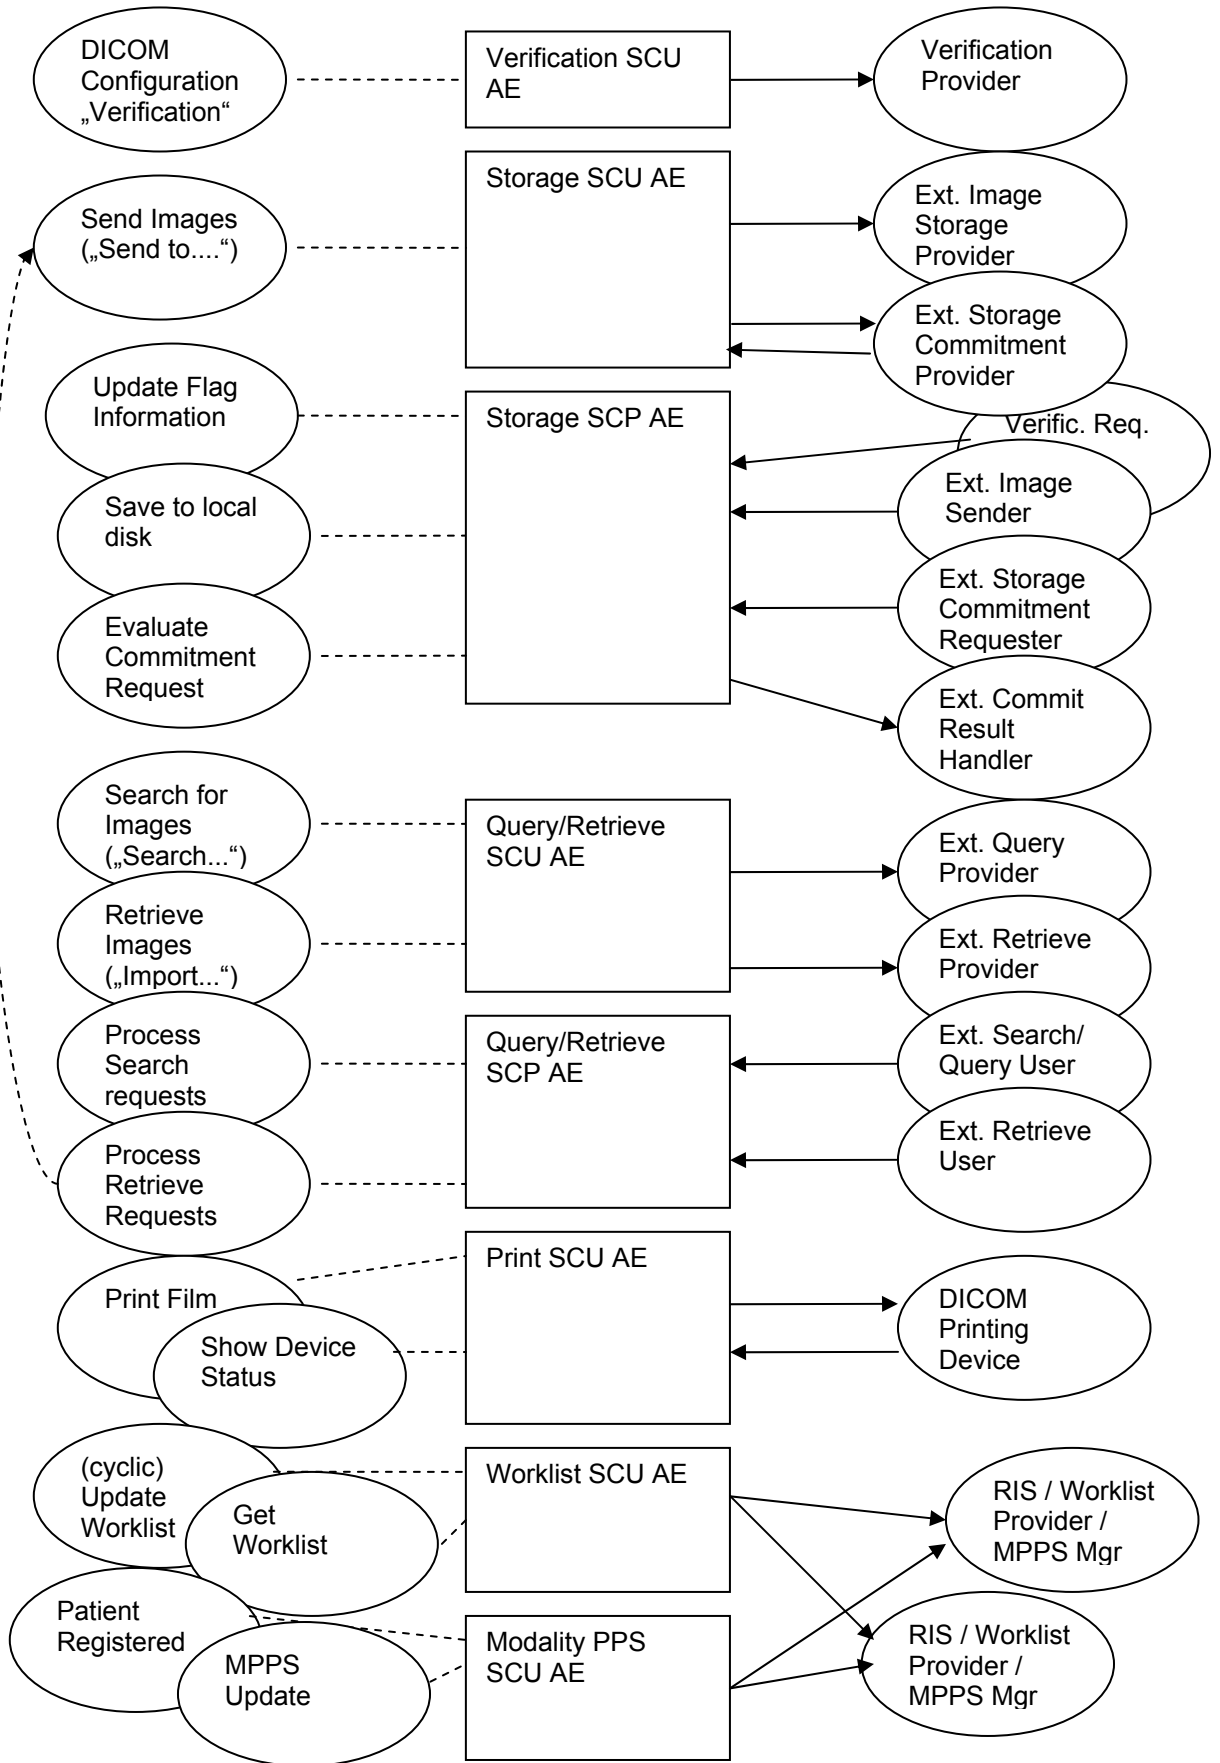 DICOM
Configuration
„Verification“
Verification SCU
AE
Verification
Provider
Send Images
(„Send to....“)
Storage SCU AE
Ext. Image
Storage
Provider
Ext. Storage
Commitment
Provider
Update Flag
Information
Storage SCP AE
Verific. Req.
Save to local
disk
Ext. Image
Sender
Evaluate
Commitment
Request
Ext. Storage
Commitment
Requester
Ext. Commit
Result
Handler
Search for
Images
(„Search...“)
Query/Retrieve
SCU AE
Ext. Query
Provider
Retrieve
Images
(„Import...“)
Ext. Retrieve
Provider
Process
Search
requests
Query/Retrieve
SCP AE
Ext. Search/
Query User
Process
Retrieve
Requests
Ext. Retrieve
User
Print Film
Print SCU AE
DICOM
Printing
Device
Show Device
Status
(cyclic)
Update
Worklist
Get
Worklist
Worklist SCU AE
RIS / Worklist
Provider /
MPPS Mgr
Patient
Registered
MPPS
Update
Modality PPS
SCU AE
RIS / Worklist
Provider /
MPPS Mgr